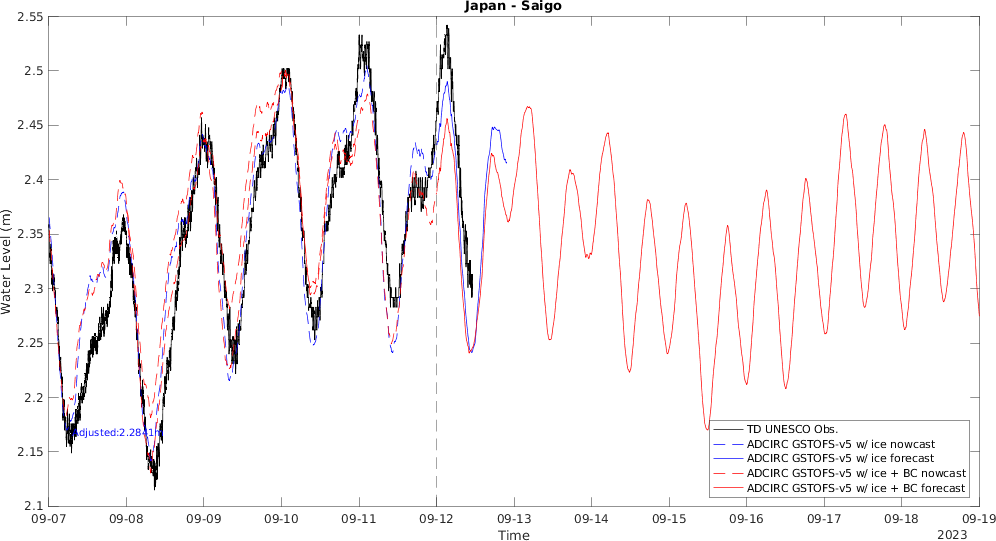 Japan - Saigo
Water Level (m)
2.55
2.5
2.45
2.4
2.35
2.3
2.25
2.2
2.15
2.1
Adjusted:2.2841m
TD UNESCO Obs.
ADCIRC GSTOFS-v5 w/ ice nowcast
ADCIRC GSTOFS-v5 w/ ice forecast
ADCIRC GSTOFS-v5 w/ ice + BC nowcast
ADCIRC GSTOFS-v5 w/ ice + BC forecast
09-07 09-08 09-09 09-10 09-11 09-12 09-13 09-14 09-15 09-16 09-17 09-18 09-19
Time
2023